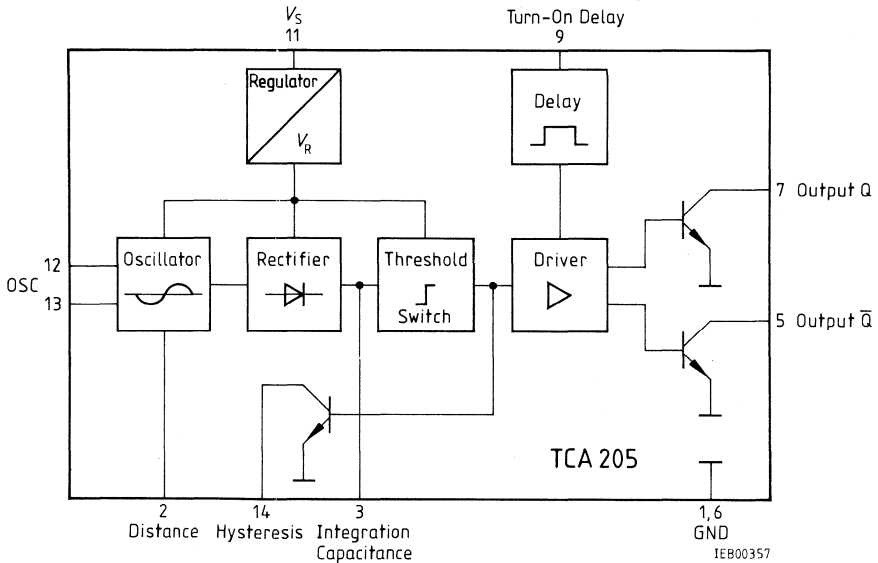 V_S
11
Turn-On Delay
9
Regulator
V_R
Delay
7 Output Q
12
OSC
13
Oscillator
Rectifier
Threshold
Switch
Driver
5 Output Q̅
TCA 205
2
Distance
14
Hysteresis
3
Integration
Capacitance
1,6
GND
IEB00357